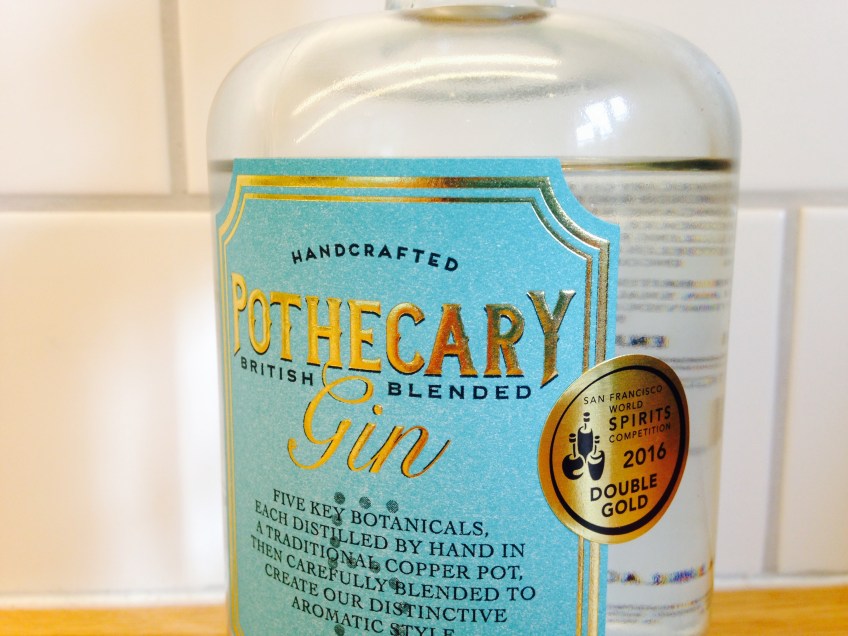 HANDCRAFTED
POTHECARY
BRITISH BLENDED
Gin
FIVE KEY BOTANICALS,
EACH DISTILLED BY HAND IN
A TRADITIONAL COPPER POT,
THEN CAREFULLY BLENDED TO
CREATE OUR DISTINCTIVE
AROMATIC STYLE
SAN FRANCISCO
WORLD
SPIRITS
COMPETITION
2016
DOUBLE
GOLD